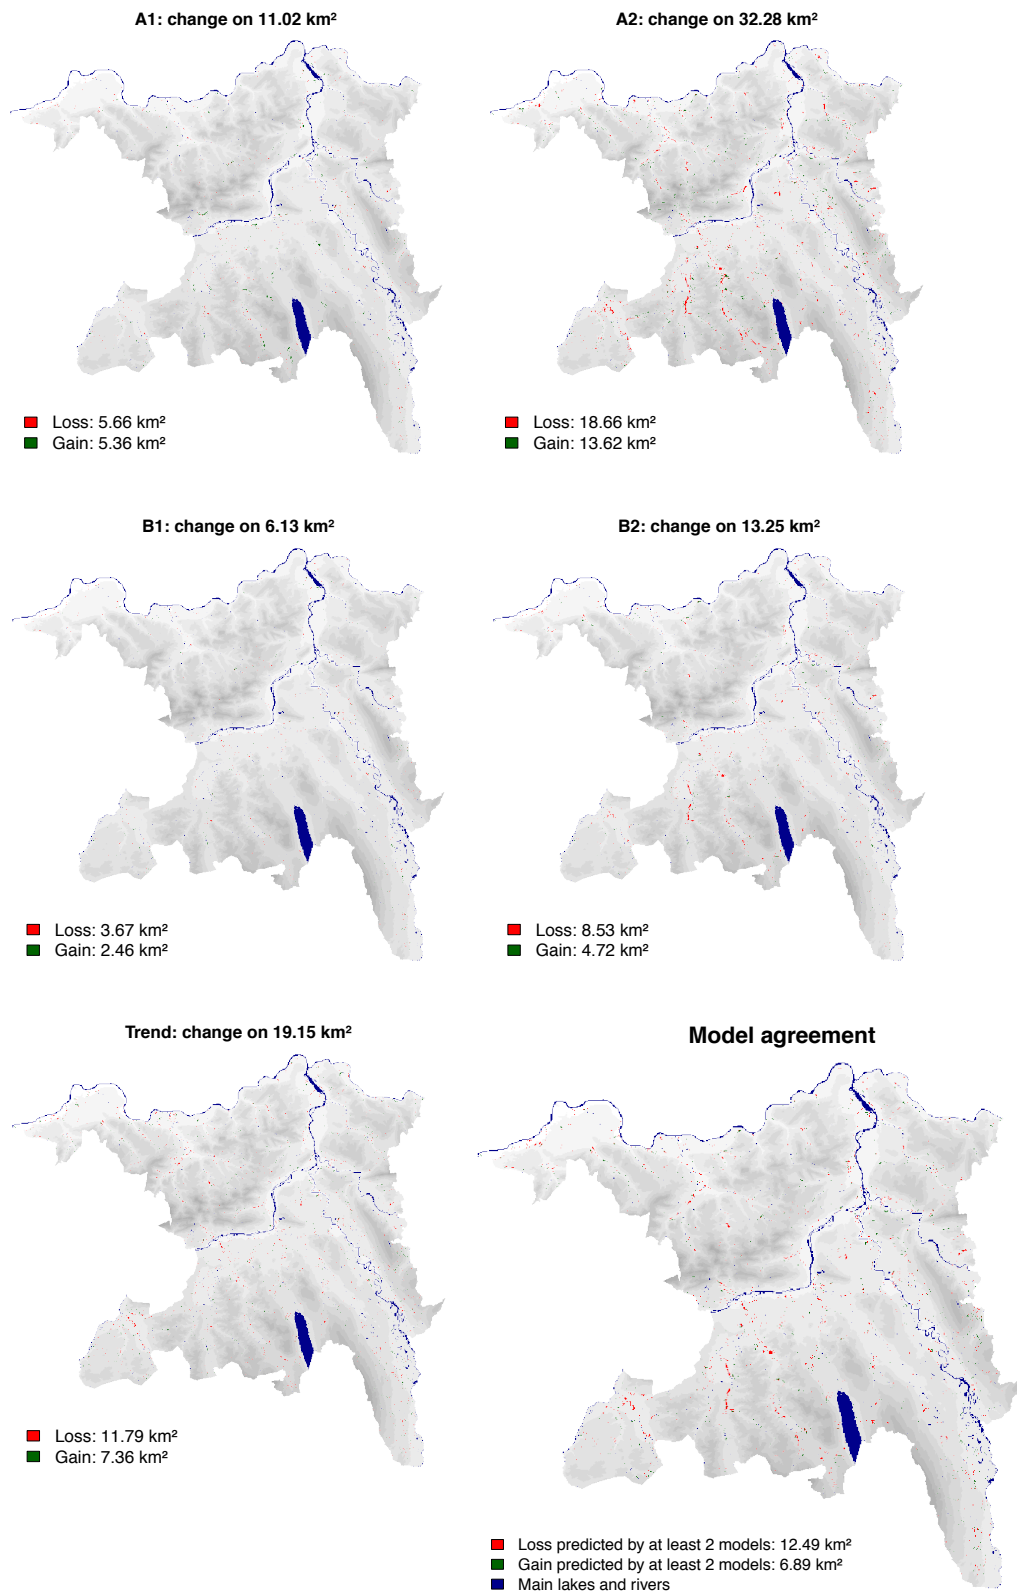 A1: change on 11.02 km²
Loss: 5.66 km²
Gain: 5.36 km²
A2: change on 32.28 km²
Loss: 18.66 km²
Gain: 13.62 km²
B1: change on 6.13 km²
Loss: 3.67 km²
Gain: 2.46 km²
B2: change on 13.25 km²
Loss: 8.53 km²
Gain: 4.72 km²
Trend: change on 19.15 km²
Loss: 11.79 km²
Gain: 7.36 km²
Model agreement
Loss predicted by at least 2 models: 12.49 km²
Gain predicted by at least 2 models: 6.89 km²
Main lakes and rivers